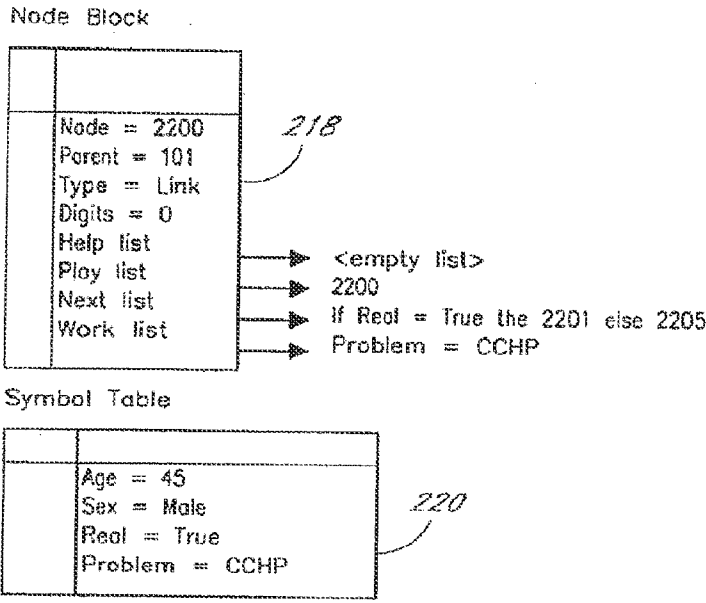 Node Block
Node = 2200
Parent = 101
Type = Link
Digits = 0
Help list
Play list
Next list
Work list
218
<empty list>
2200
If Real = True the 2201 else 2205
Problem = CCHP
Symbol Table
Age = 45
Sex = Male
Real = True
Problem = CCHP
220